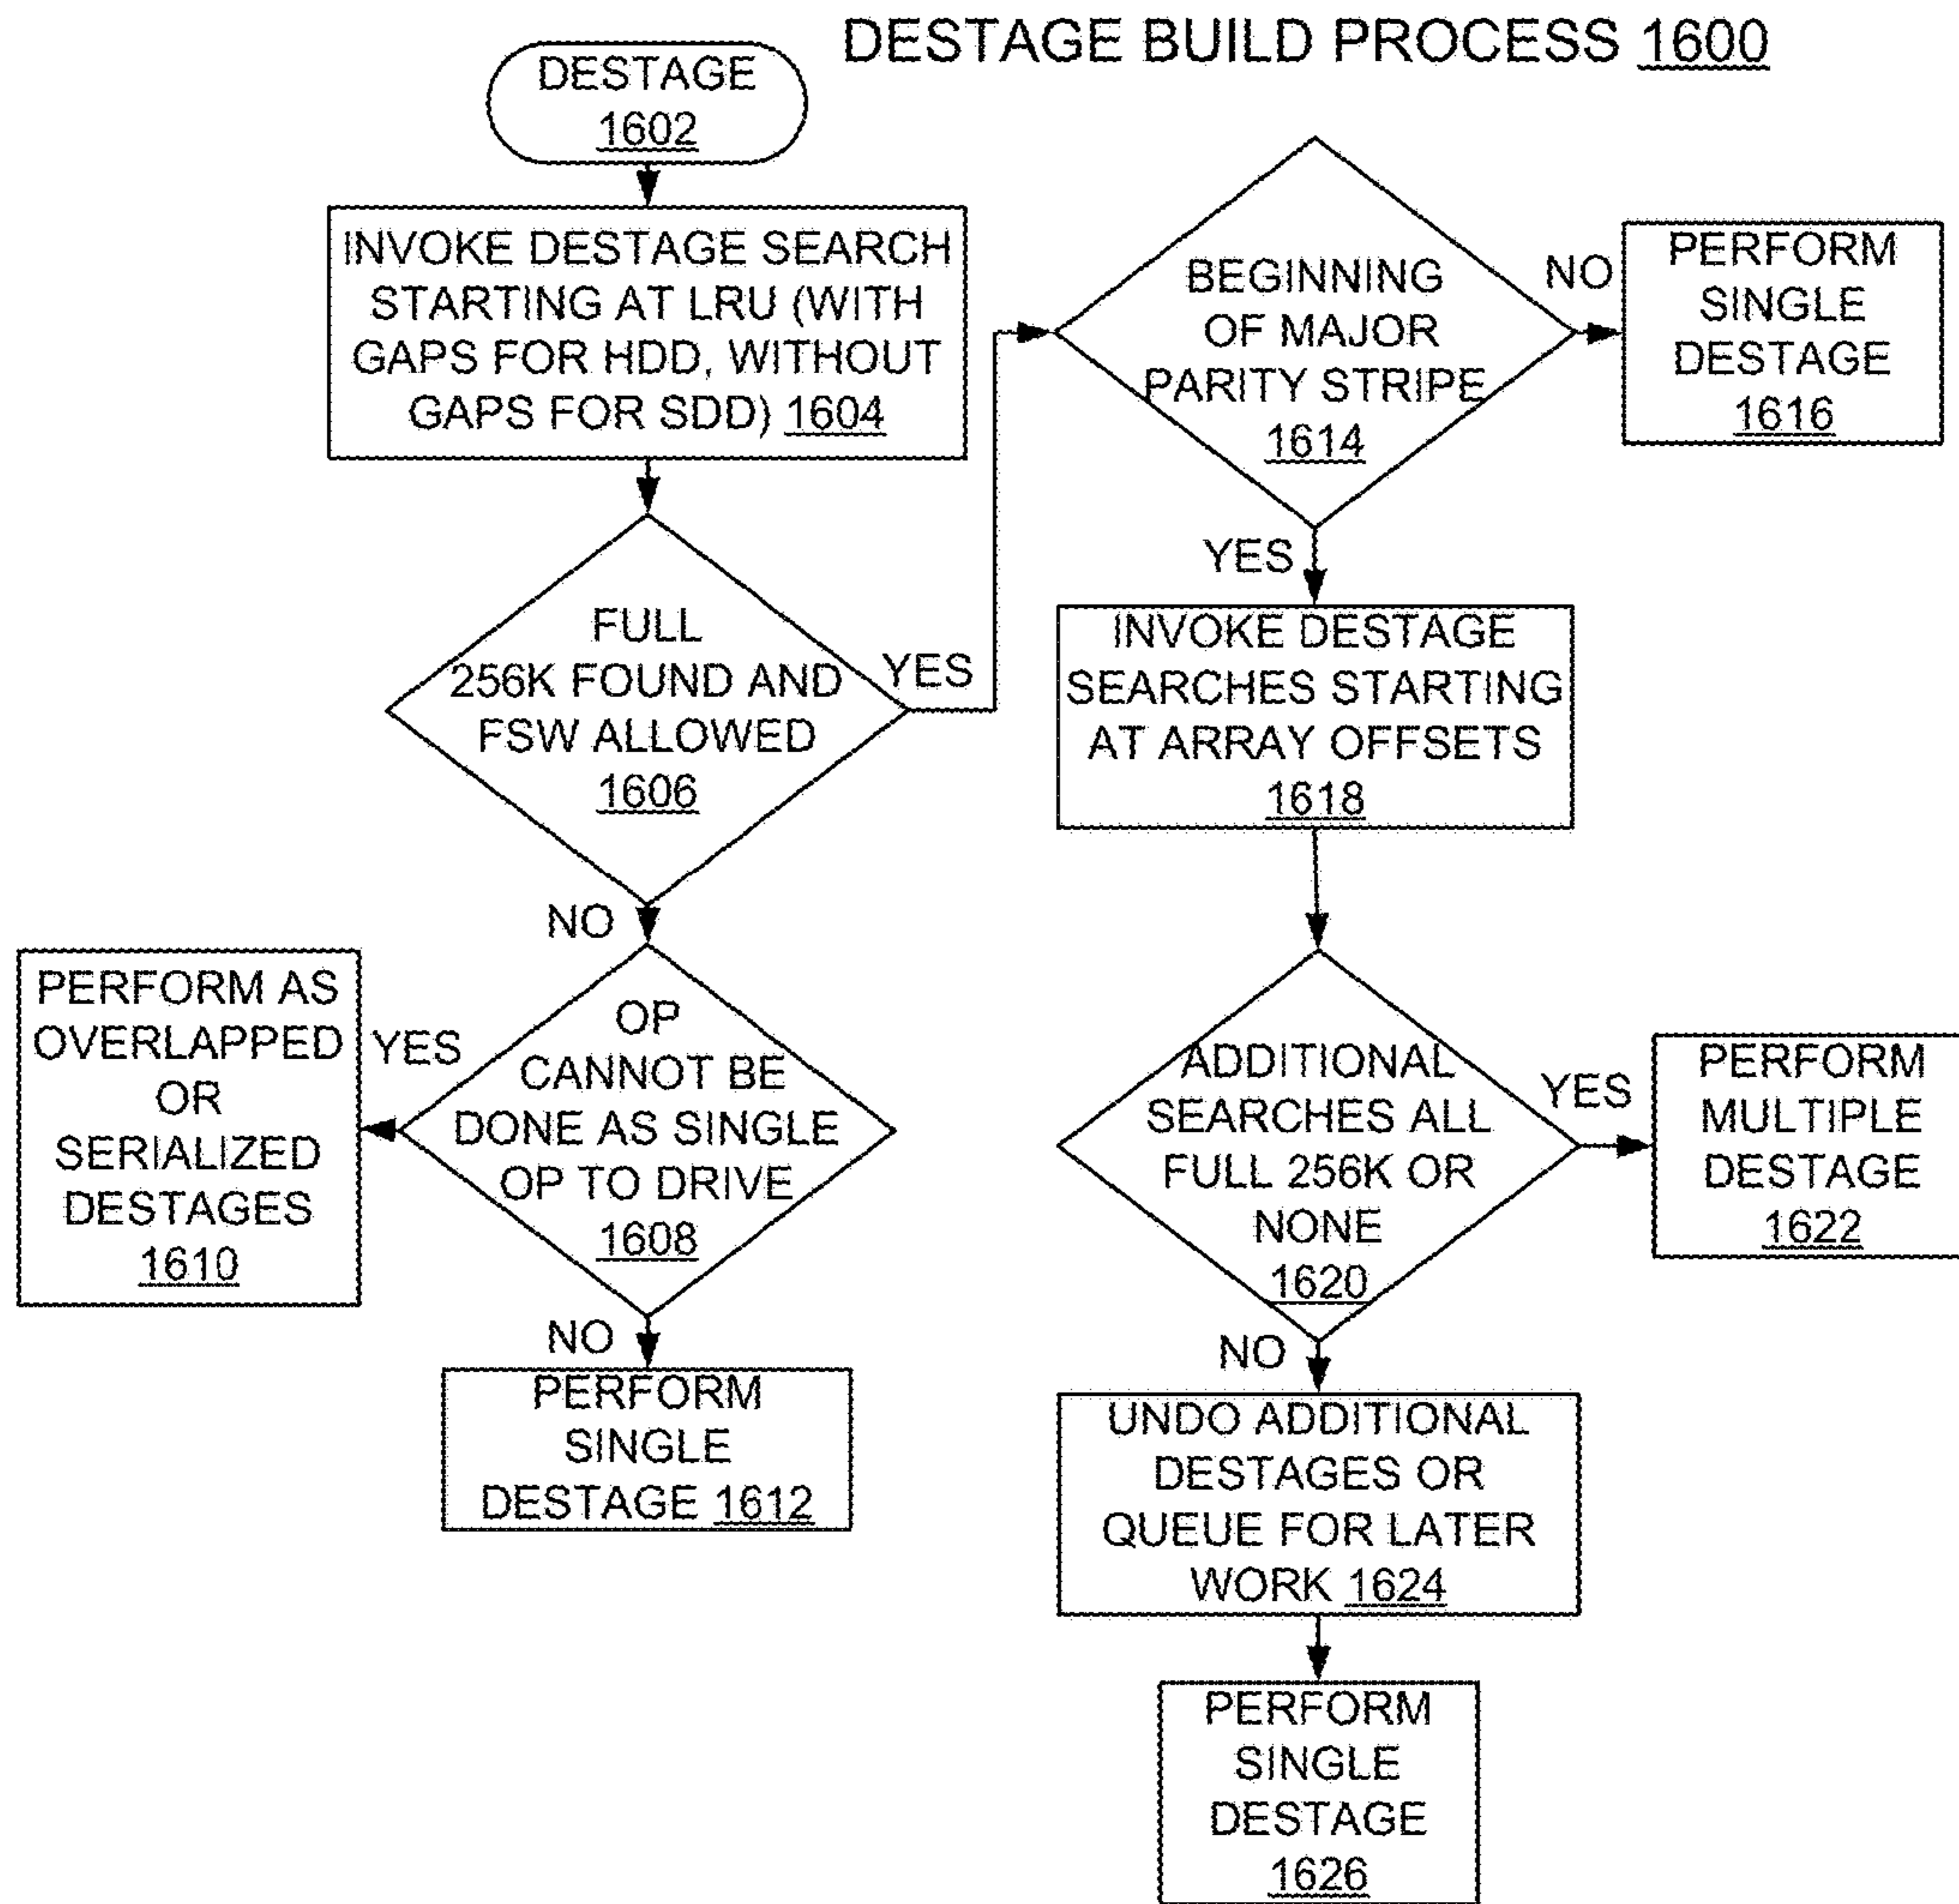 DESTAGE BUILD PROCESS 1600
DESTAGE
1602
INVOKE DESTAGE SEARCH
STARTING AT LRU (WITH
GAPS FOR HDD, WITHOUT
GAPS FOR SDD) 1604
FULL
256K FOUND AND
FSW ALLOWED
1606
YES
NO
OP
CANNOT BE
DONE AS SINGLE
OP TO DRIVE
1608
YES
PERFORM AS
OVERLAPPED
OR
SERIALIZED
DESTAGES
1610
NO
PERFORM
SINGLE
DESTAGE 1612
BEGINNING
OF MAJOR
PARITY STRIPE
1614
NO
PERFORM
SINGLE
DESTAGE
1616
YES
INVOKE DESTAGE
SEARCHES STARTING
AT ARRAY OFFSETS
1618
ADDITIONAL
SEARCHES ALL
FULL 256K OR
NONE
1620
YES
PERFORM
MULTIPLE
DESTAGE
1622
NO
UNDO ADDITIONAL
DESTAGES OR
QUEUE FOR LATER
WORK 1624
PERFORM
SINGLE
DESTAGE
1626